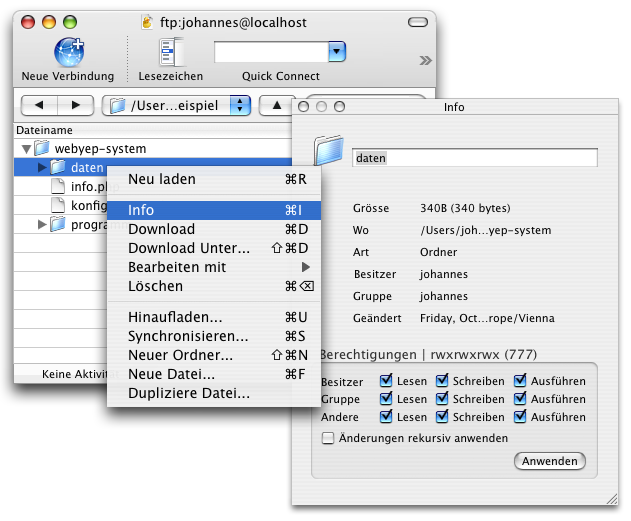 ftp:johannes@localhost
Neue Verbindung
Lesezeichen
Quick Connect
/User...eispiel
Dateiname
webyep-system
daten
info.php
konfig
program
Keine Aktivität
Neu laden ⌘R
Info ⌘I
Download ⌘D
Download Unter... ⇧⌘D
Bearbeiten mit
Löschen ⌘⌫
Hinaufladen... ⌘U
Synchronisieren... ⌘S
Neuer Ordner... ⇧⌘N
Neue Datei... ⌘F
Dupliziere Datei...
Info
daten
Grösse 340B (340 bytes)
Wo /Users/joh...yep-system
Art Ordner
Besitzer johannes
Gruppe johannes
Geändert Friday, Oct...rope/Vienna
Berechtigungen | rwxrwxrwx (777)
Besitzer Lesen Schreiben Ausführen
Gruppe Lesen Schreiben Ausführen
Andere Lesen Schreiben Ausführen
Änderungen rekursiv anwenden
Anwenden